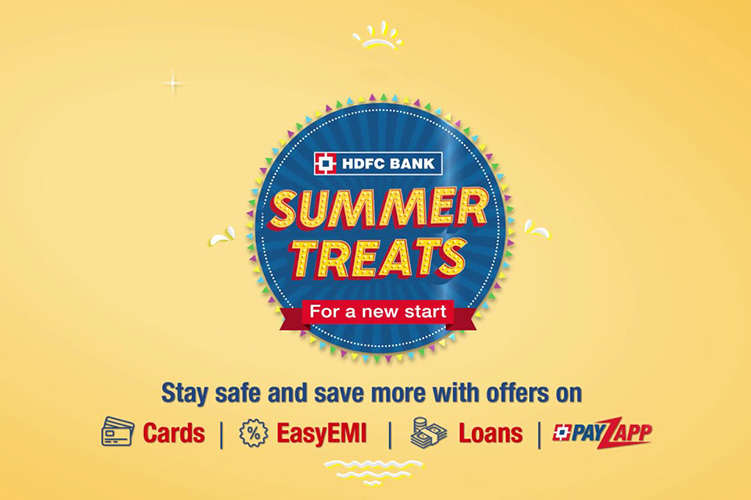 HDFC BANK
SUMMER
TREATS
For a new start
Stay safe and save more with offers on
Cards | EasyEMI | Loans | PAYZAPP